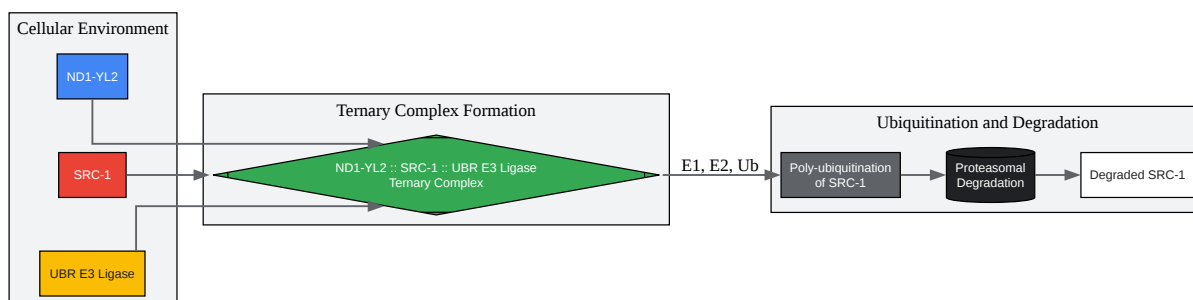 Cellular Environment
ND1-YL2
SRC-1
UBR E3 Ligase
Ternary Complex Formation
ND1-YL2 :: SRC-1 :: UBR E3 Ligase
Ternary Complex
E1, E2, Ub
Ubiquitination and Degradation
Poly-ubiquitination
of SRC-1
Proteasomal
Degradation
Degraded SRC-1